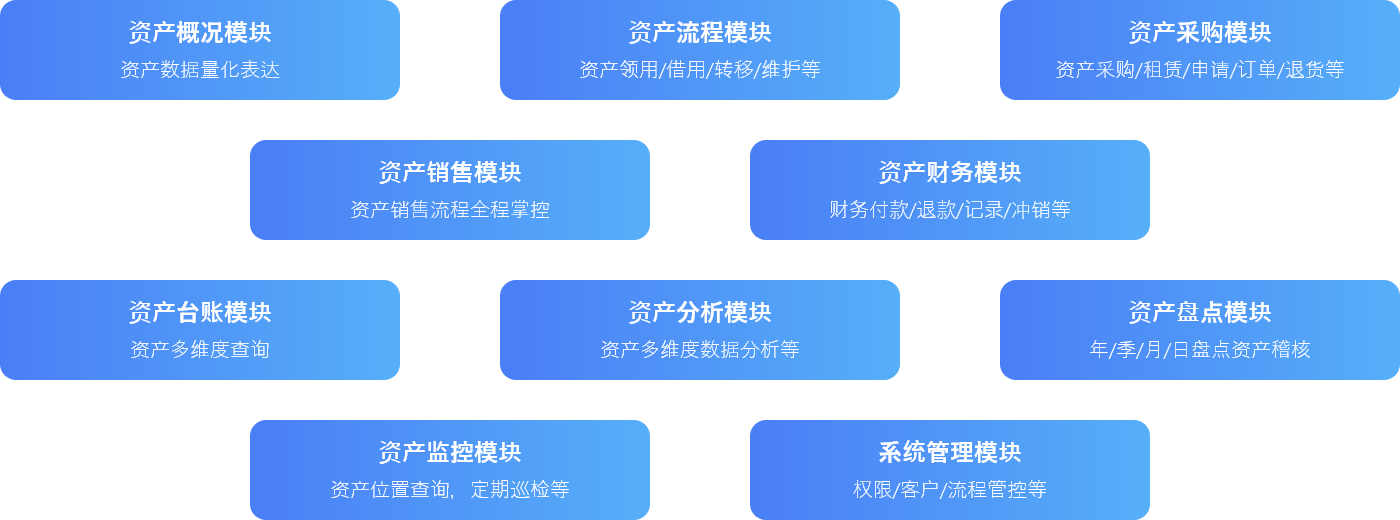 资产概况模块
资产数据量化表达
资产流程模块
资产领用/借用/转移/维护等
资产采购模块
资产采购/租赁/申请/订单/退货等
资产销售模块
资产销售流程全程掌控
资产财务模块
财务付款/退款/记录/冲销等
资产台账模块
资产多维度查询
资产分析模块
资产多维度数据分析等
资产盘点模块
年/季/月/日盘点资产稽核
资产监控模块
资产位置查询，定期巡检等
系统管理模块
权限/客户/流程管控等